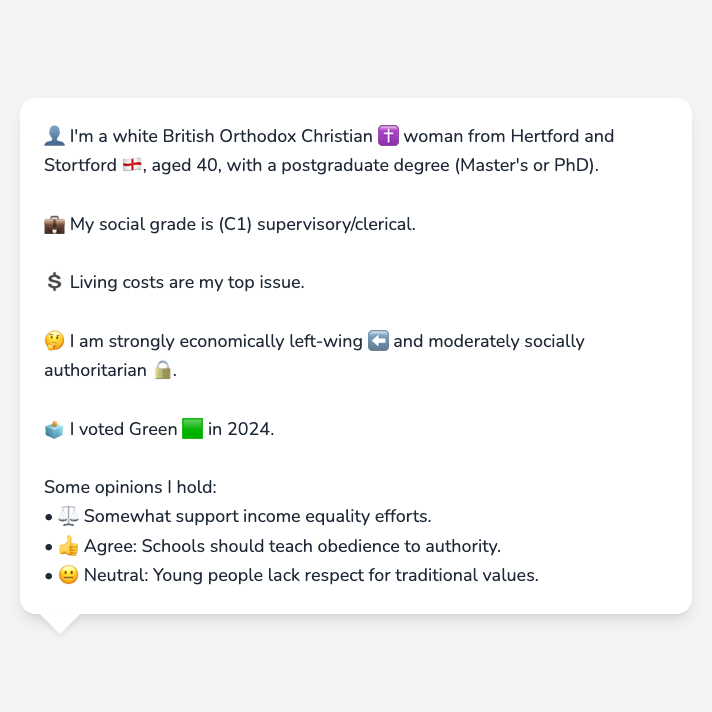 👤 I'm a white British Orthodox Christian ✝️ woman from Hertford and
Stortford 🏴󠁧󠁢󠁥󠁮󠁧󠁿, aged 40, with a postgraduate degree (Master's or PhD).
💼 My social grade is (C1) supervisory/clerical.
💲 Living costs are my top issue.
🤔 I am strongly economically left-wing ⬅️ and moderately socially
authoritarian 🔒.
🗳️ I voted Green 🟩 in 2024.
Some opinions I hold:
• ⚖️ Somewhat support income equality efforts.
• 👍 Agree: Schools should teach obedience to authority.
• 😐 Neutral: Young people lack respect for traditional values.